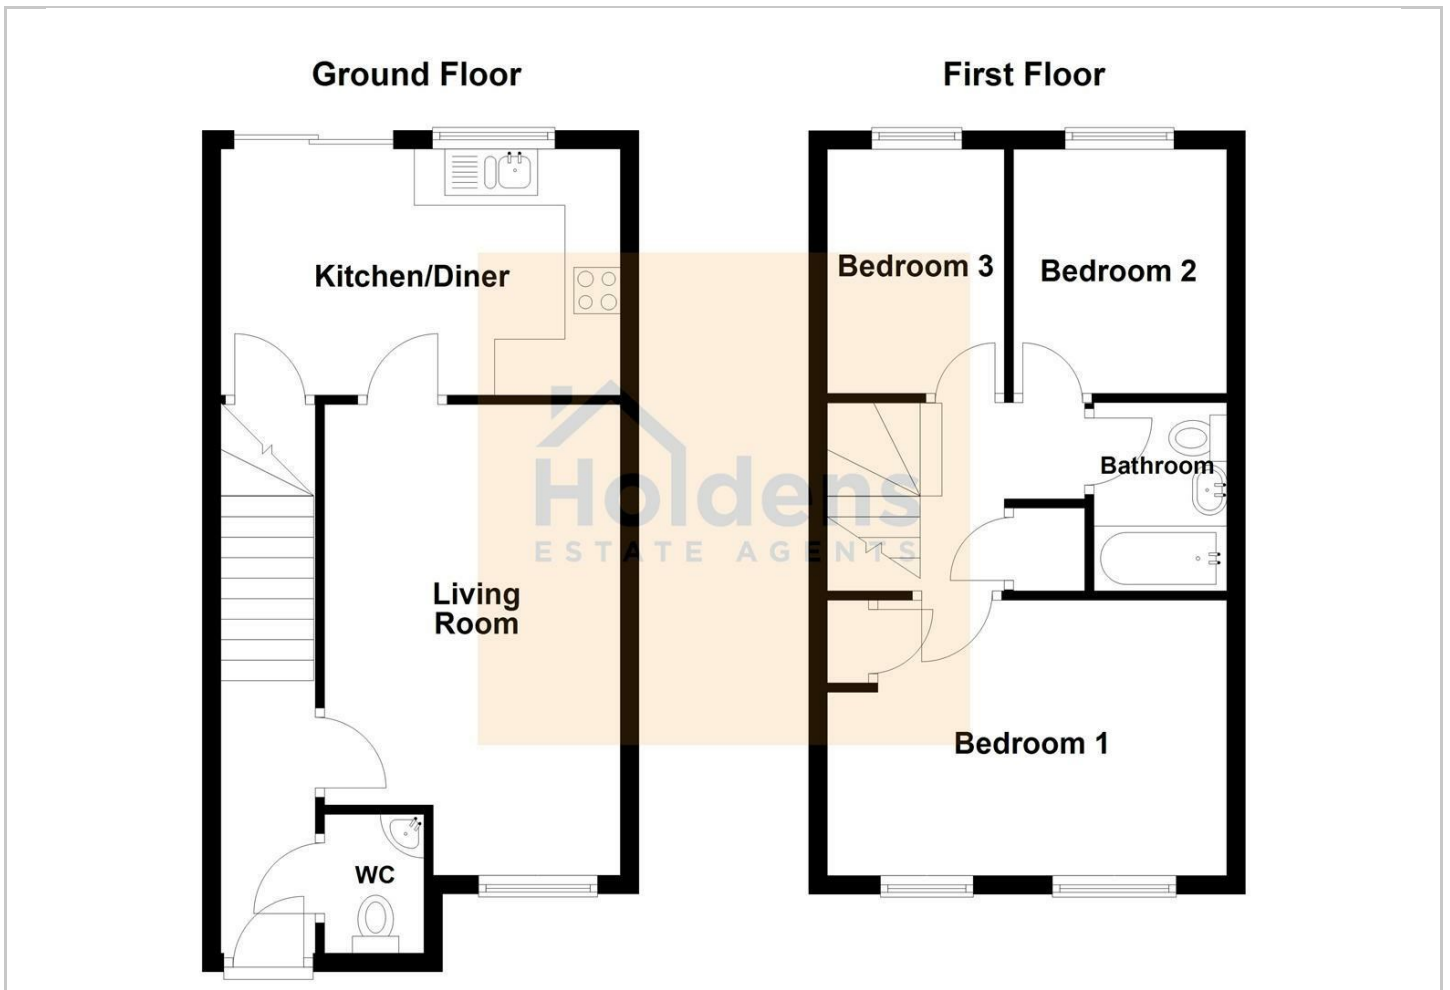 Ground Floor
First Floor
Kitchen/Diner
Bedroom 3
Bedroom 2
Bathroom
Holdens
ESTATE AGENTS
Living
Room
Bedroom 1
WC